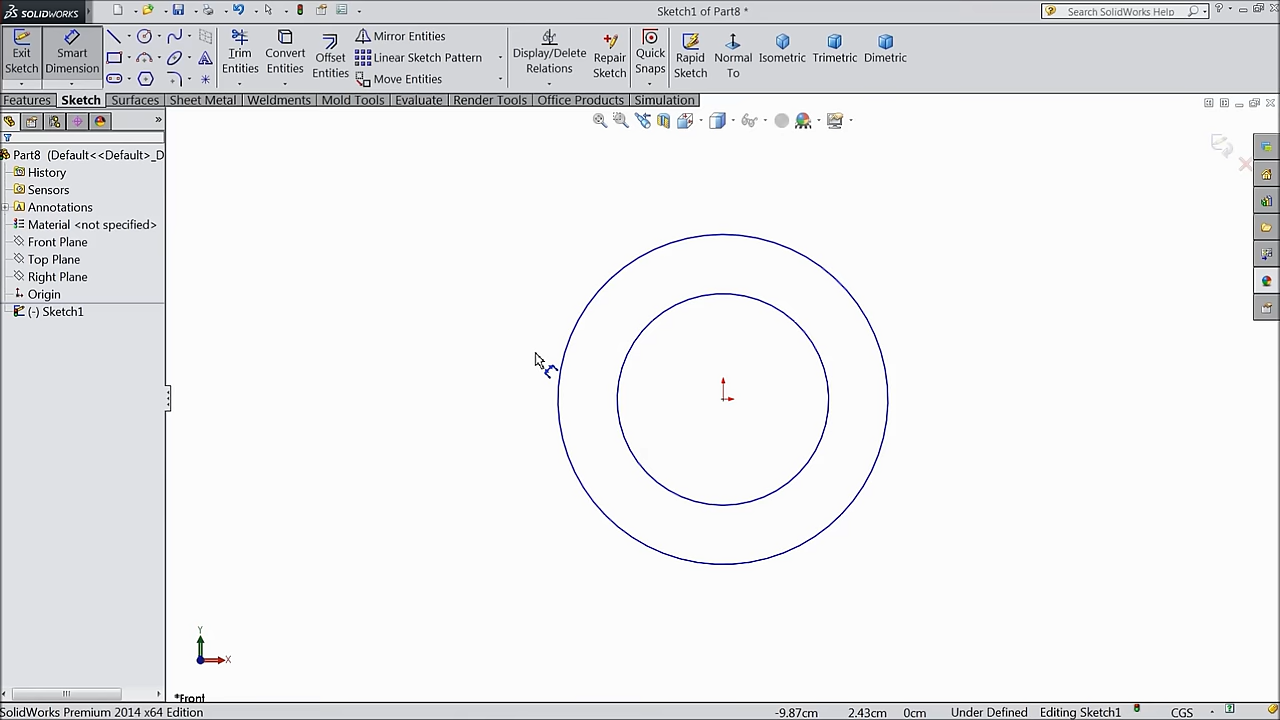 SOLIDWORKS
Sketch1 of Part8 *
Search SolidWorks Help
Exit Sketch
Smart Dimension
Trim Entities
Convert Entities
Offset Entities
Mirror Entities
Linear Sketch Pattern
Move Entities
Display/Delete Relations
Repair Sketch
Quick Snaps
Rapid Sketch
Normal To
Isometric
Trimetric
Dimetric
Features
Sketch
Surfaces
Sheet Metal
Weldments
Mold Tools
Evaluate
Render Tools
Office Products
Simulation
Part8 (Default<<Default>_D
History
Sensors
Annotations
Material <not specified>
Front Plane
Top Plane
Right Plane
Origin
(-) Sketch1
Y
X
*Front
SolidWorks Premium 2014 x64 Edition
-9.87cm
2.43cm
0cm
Under Defined
Editing Sketch1
CGS